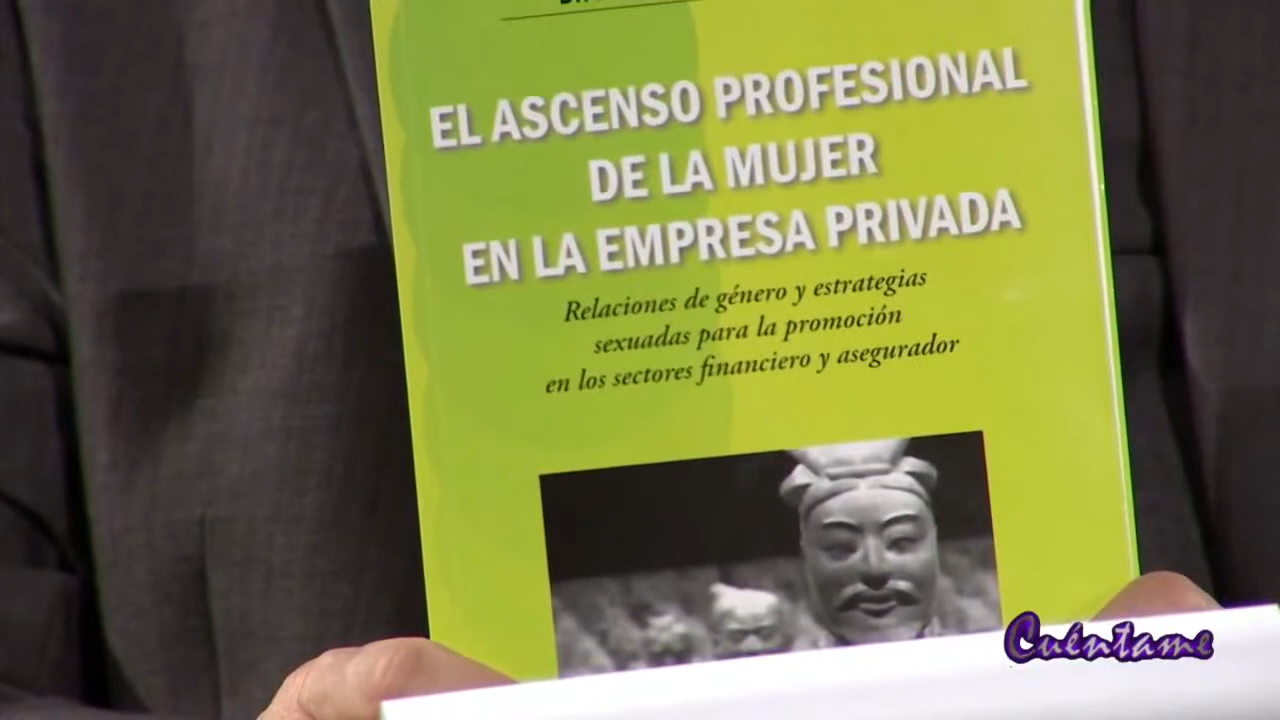 EL ASCENSO PROFESIONAL
DE LA MUJER
EN LA EMPRESA PRIVADA
Relaciones de género y estrategias
sexuadas para la promoción
en los sectores financiero y asegurador
Cuéntame